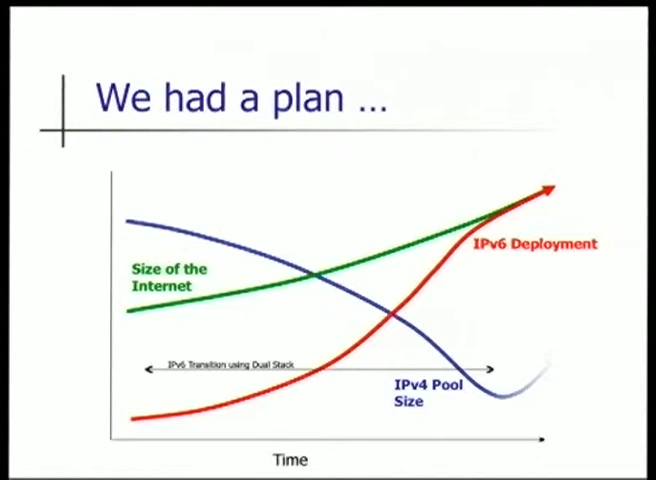 We had a plan ...
IPv6 Deployment
Size of the
Internet
IPv6 Transition using Dual Stack
IPv4 Pool
Size
Time